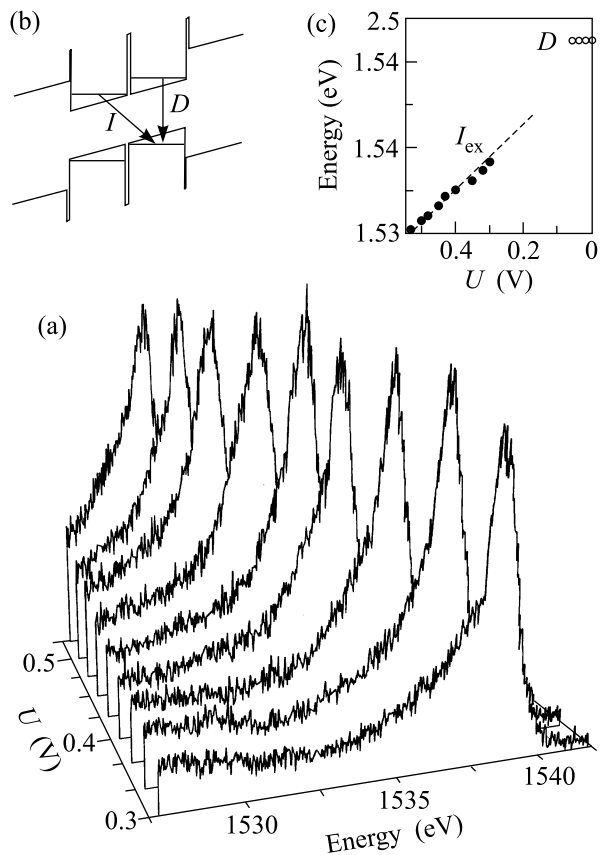 (b)
I
D
(c)
2.5
1.54
1.54
1.53
Energy (eV)
D
I_ex
0.4
0.2
0
U (V)
(a)
0.5
0.4
0.3
U (V)
1530
1535
1540
Energy (eV)